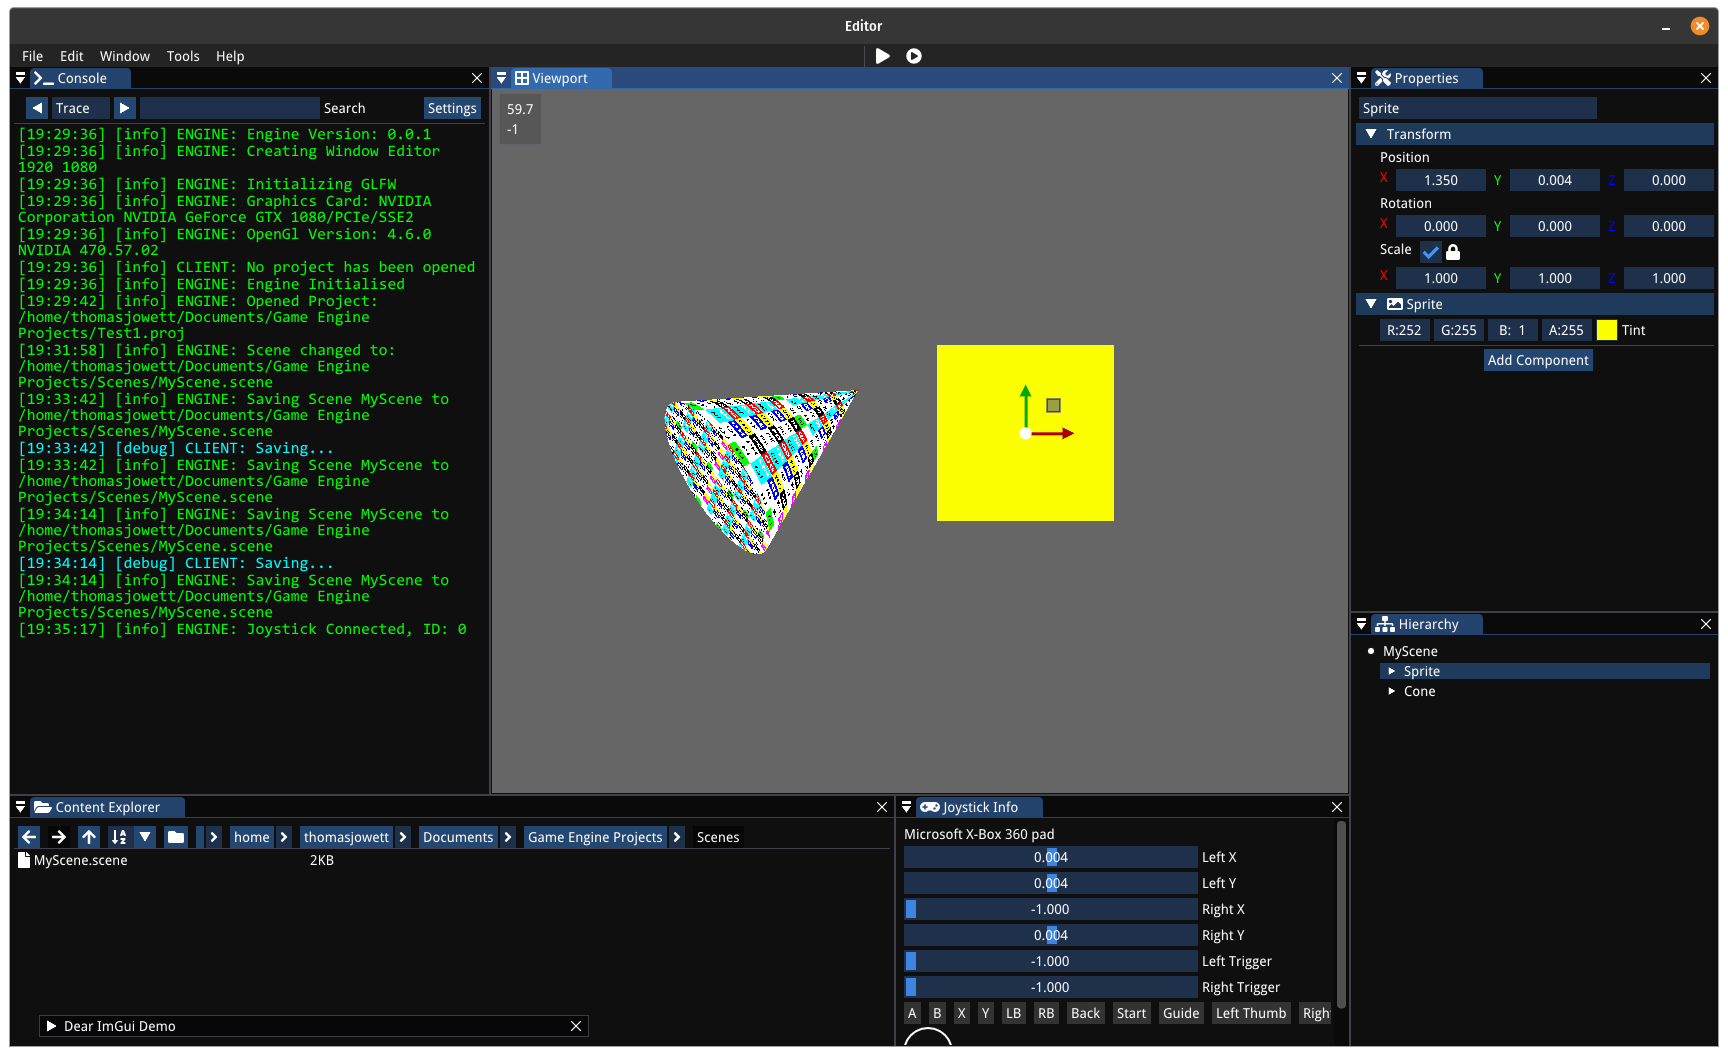 Editor
File Edit Window Tools Help
Console
Trace Search Settings
[19:29:36] [info] ENGINE: Engine Version: 0.0.1
[19:29:36] [info] ENGINE: Creating Window Editor
1920 1080
[19:29:36] [info] ENGINE: Initializing GLFW
[19:29:36] [info] ENGINE: Graphics Card: NVIDIA
Corporation NVIDIA GeForce GTX 1080/PCIe/SSE2
[19:29:36] [info] ENGINE: OpenGl Version: 4.6.0
NVIDIA 470.57.02
[19:29:36] [info] CLIENT: No project has been opened
[19:29:36] [info] ENGINE: Engine Initialised
[19:29:42] [info] ENGINE: Opened Project:
/home/thomasjowett/Documents/Game Engine
Projects/Test1.proj
[19:31:58] [info] ENGINE: Scene changed to:
/home/thomasjowett/Documents/Game Engine
Projects/Scenes/MyScene.scene
[19:33:42] [info] ENGINE: Saving Scene MyScene to
/home/thomasjowett/Documents/Game Engine
Projects/Scenes/MyScene.scene
[19:33:42] [debug] CLIENT: Saving...
[19:33:42] [info] ENGINE: Saving Scene MyScene to
/home/thomasjowett/Documents/Game Engine
Projects/Scenes/MyScene.scene
[19:34:14] [info] ENGINE: Saving Scene MyScene to
/home/thomasjowett/Documents/Game Engine
Projects/Scenes/MyScene.scene
[19:34:14] [debug] CLIENT: Saving...
[19:34:14] [info] ENGINE: Saving Scene MyScene to
/home/thomasjowett/Documents/Game Engine
Projects/Scenes/MyScene.scene
[19:35:17] [info] ENGINE: Joystick Connected, ID: 0
Viewport
59.7
-1
Properties
Sprite
Transform
Position
X 1.350 Y 0.004 Z 0.000
Rotation
X 0.000 Y 0.000 Z 0.000
Scale
X 1.000 Y 1.000 Z 1.000
Sprite
R:252 G:255 B: 1 A:255 Tint
Add Component
Hierarchy
MyScene
Sprite
Cone
Content Explorer
home thomasjowett Documents Game Engine Projects Scenes
MyScene.scene 2KB
Dear ImGui Demo
Joystick Info
Microsoft X-Box 360 pad
0.004 Left X
0.004 Left Y
-1.000 Right X
0.004 Right Y
-1.000 Left Trigger
-1.000 Right Trigger
A B X Y LB RB Back Start Guide Left Thumb Righ